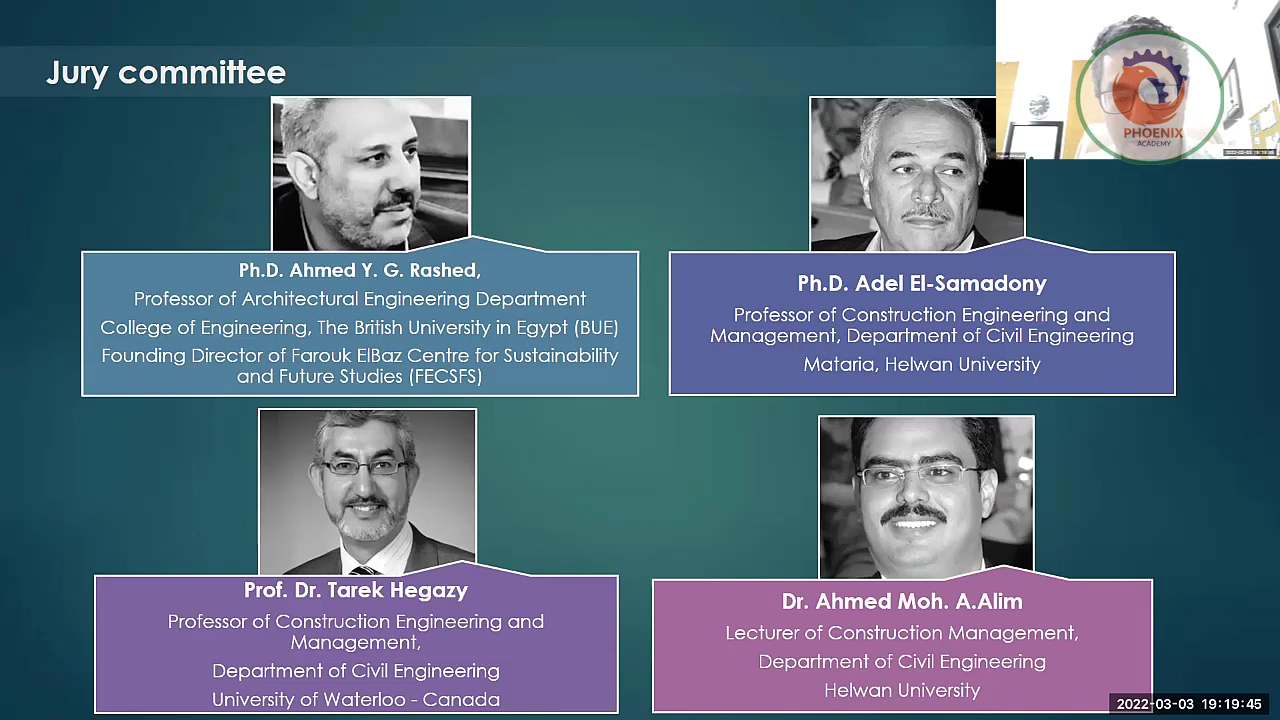 Jury committee
PHOENIX
ACADEMY
Ph.D. Ahmed Y. G. Rashed,
Professor of Architectural Engineering Department
College of Engineering, The British University in Egypt (BUE)
Founding Director of Farouk ElBaz Centre for Sustainability
and Future Studies (FECSFS)
Ph.D. Adel El-Samadony
Professor of Construction Engineering and
Management, Department of Civil Engineering
Mataria, Helwan University
Prof. Dr. Tarek Hegazy
Professor of Construction Engineering and
Management,
Department of Civil Engineering
University of Waterloo - Canada
Dr. Ahmed Moh. A.Alim
Lecturer of Construction Management,
Department of Civil Engineering
Helwan University
2022-03-03 19:19:45